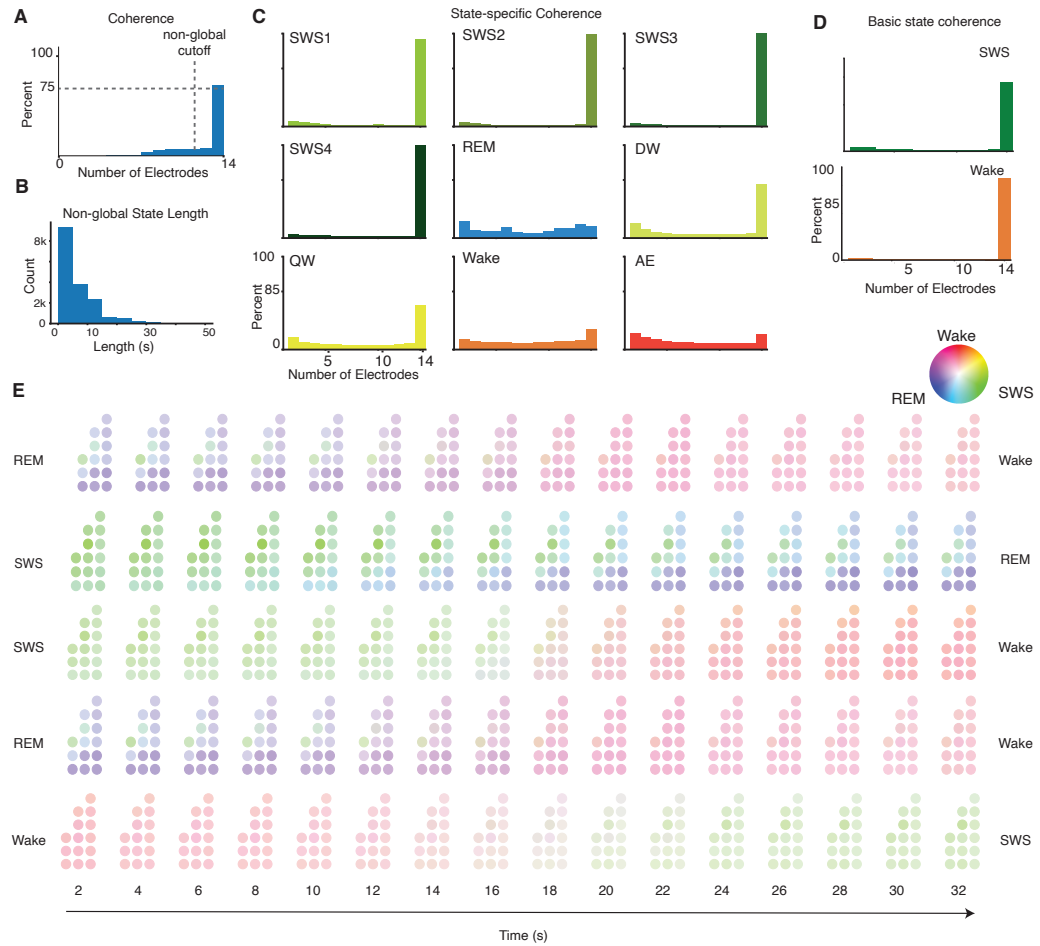 A
Coherence
non-global
cutoff
100
75
Percent
0
14
Number of Electrodes
B
Non-global State Length
8k
2k
0
Count
0
10
30
50
Length (s)
C
State-specific Coherence
SWS1
SWS2
SWS3
SWS4
REM
DW
QW
Wake
AE
100
85
0
Percent
5
10
14
Number of Electrodes
D
Basic state coherence
SWS
Wake
100
85
0
Percent
5
10
14
Number of Electrodes
Wake
REM
SWS
E
REM
Wake
SWS
REM
SWS
Wake
REM
Wake
Wake
SWS
2 4 6 8 10 12 14 16 18 20 22 24 26 28 30 32
Time (s)